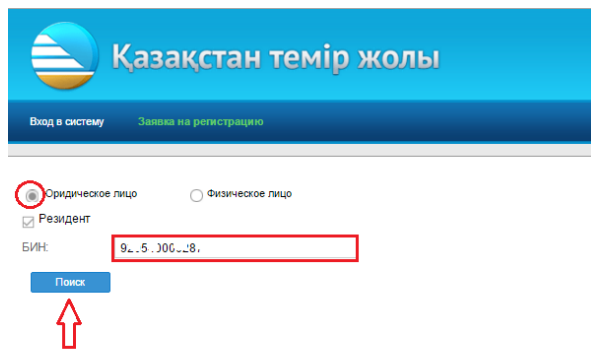 Қазақстан темір жолы
Вход в систему Заявка на регистрацию
Юридическое лицо Физическое лицо
Резидент
БИН:
Поиск